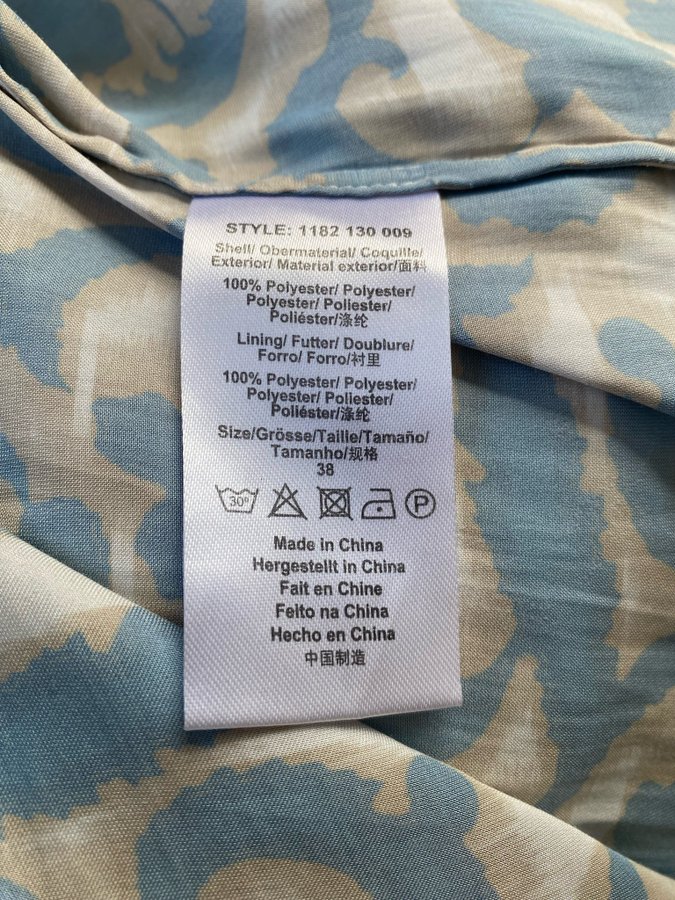 STYLE: 1182 130 009
Shell/ Obermaterial/ Coquille/
Exterior/ Material exterior/面料
100% Polyester/ Polyester/
Polyester/ Poliester/
Poliéster/涤纶
Lining/ Futter/ Doublure/
Forro/ Forro/衬里
100% Polyester/ Polyester/
Polyester/ Poliester/
Poliéster/涤纶
Size/Grösse/Taille/Tamaño/
Tamanho/规格
38
30º P
Made in China
Hergestellt in China
Fait en Chine
Feito na China
Hecho en China
中国制造